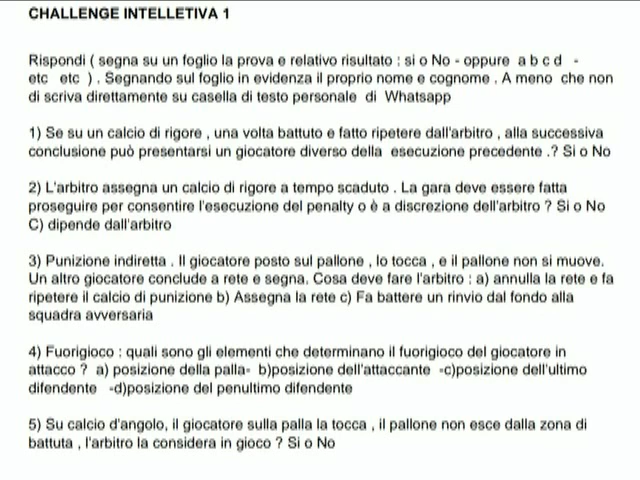 CHALLENGE INTELLETIVA 1
Rispondi ( segna su un foglio la prova e relativo risultato : si o No - oppure a b c d -
etc etc ) . Segnando sul foglio in evidenza il proprio nome e cognome . A meno che non
di scriva direttamente su casella di testo personale di Whatsapp
1) Se su un calcio di rigore , una volta battuto e fatto ripetere dall'arbitro , alla successiva
conclusione può presentarsi un giocatore diverso della esecuzione precedente .? Si o No
2) L'arbitro assegna un calcio di rigore a tempo scaduto . La gara deve essere fatta
proseguire per consentire l'esecuzione del penalty o è a discrezione dell'arbitro ? Si o No
C) dipende dall'arbitro
3) Punizione indiretta . Il giocatore posto sul pallone , lo tocca , e il pallone non si muove.
Un altro giocatore conclude a rete e segna. Cosa deve fare l'arbitro : a) annulla la rete e fa
ripetere il calcio di punizione b) Assegna la rete c) Fa battere un rinvio dal fondo alla
squadra avversaria
4) Fuorigioco : quali sono gli elementi che determinano il fuorigioco del giocatore in
attacco ? a) posizione della palla- b)posizione dell'attaccante -c)posizione dell'ultimo
difendente -d)posizione del penultimo difendente
5) Su calcio d'angolo, il giocatore sulla palla la tocca , il pallone non esce dalla zona di
battuta , l'arbitro la considera in gioco ? Si o No